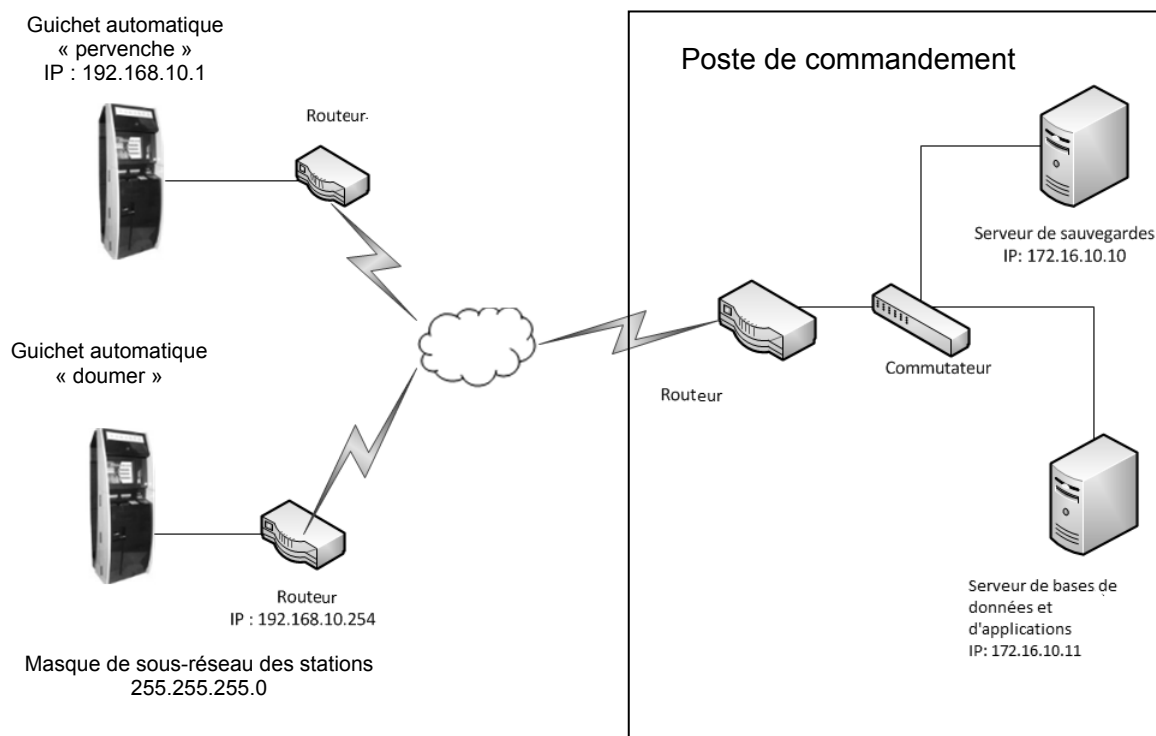 Guichet automatique
« pervenche »
IP : 192.168.10.1
Routeur
Poste de commandement
Serveur de sauvegardes
IP: 172.16.10.10
Guichet automatique
« doumer »
Routeur
Commutateur
Routeur
IP : 192.168.10.254
Serveur de bases de
données et
d'applications
IP: 172.16.10.11
Masque de sous-réseau des stations
255.255.255.0